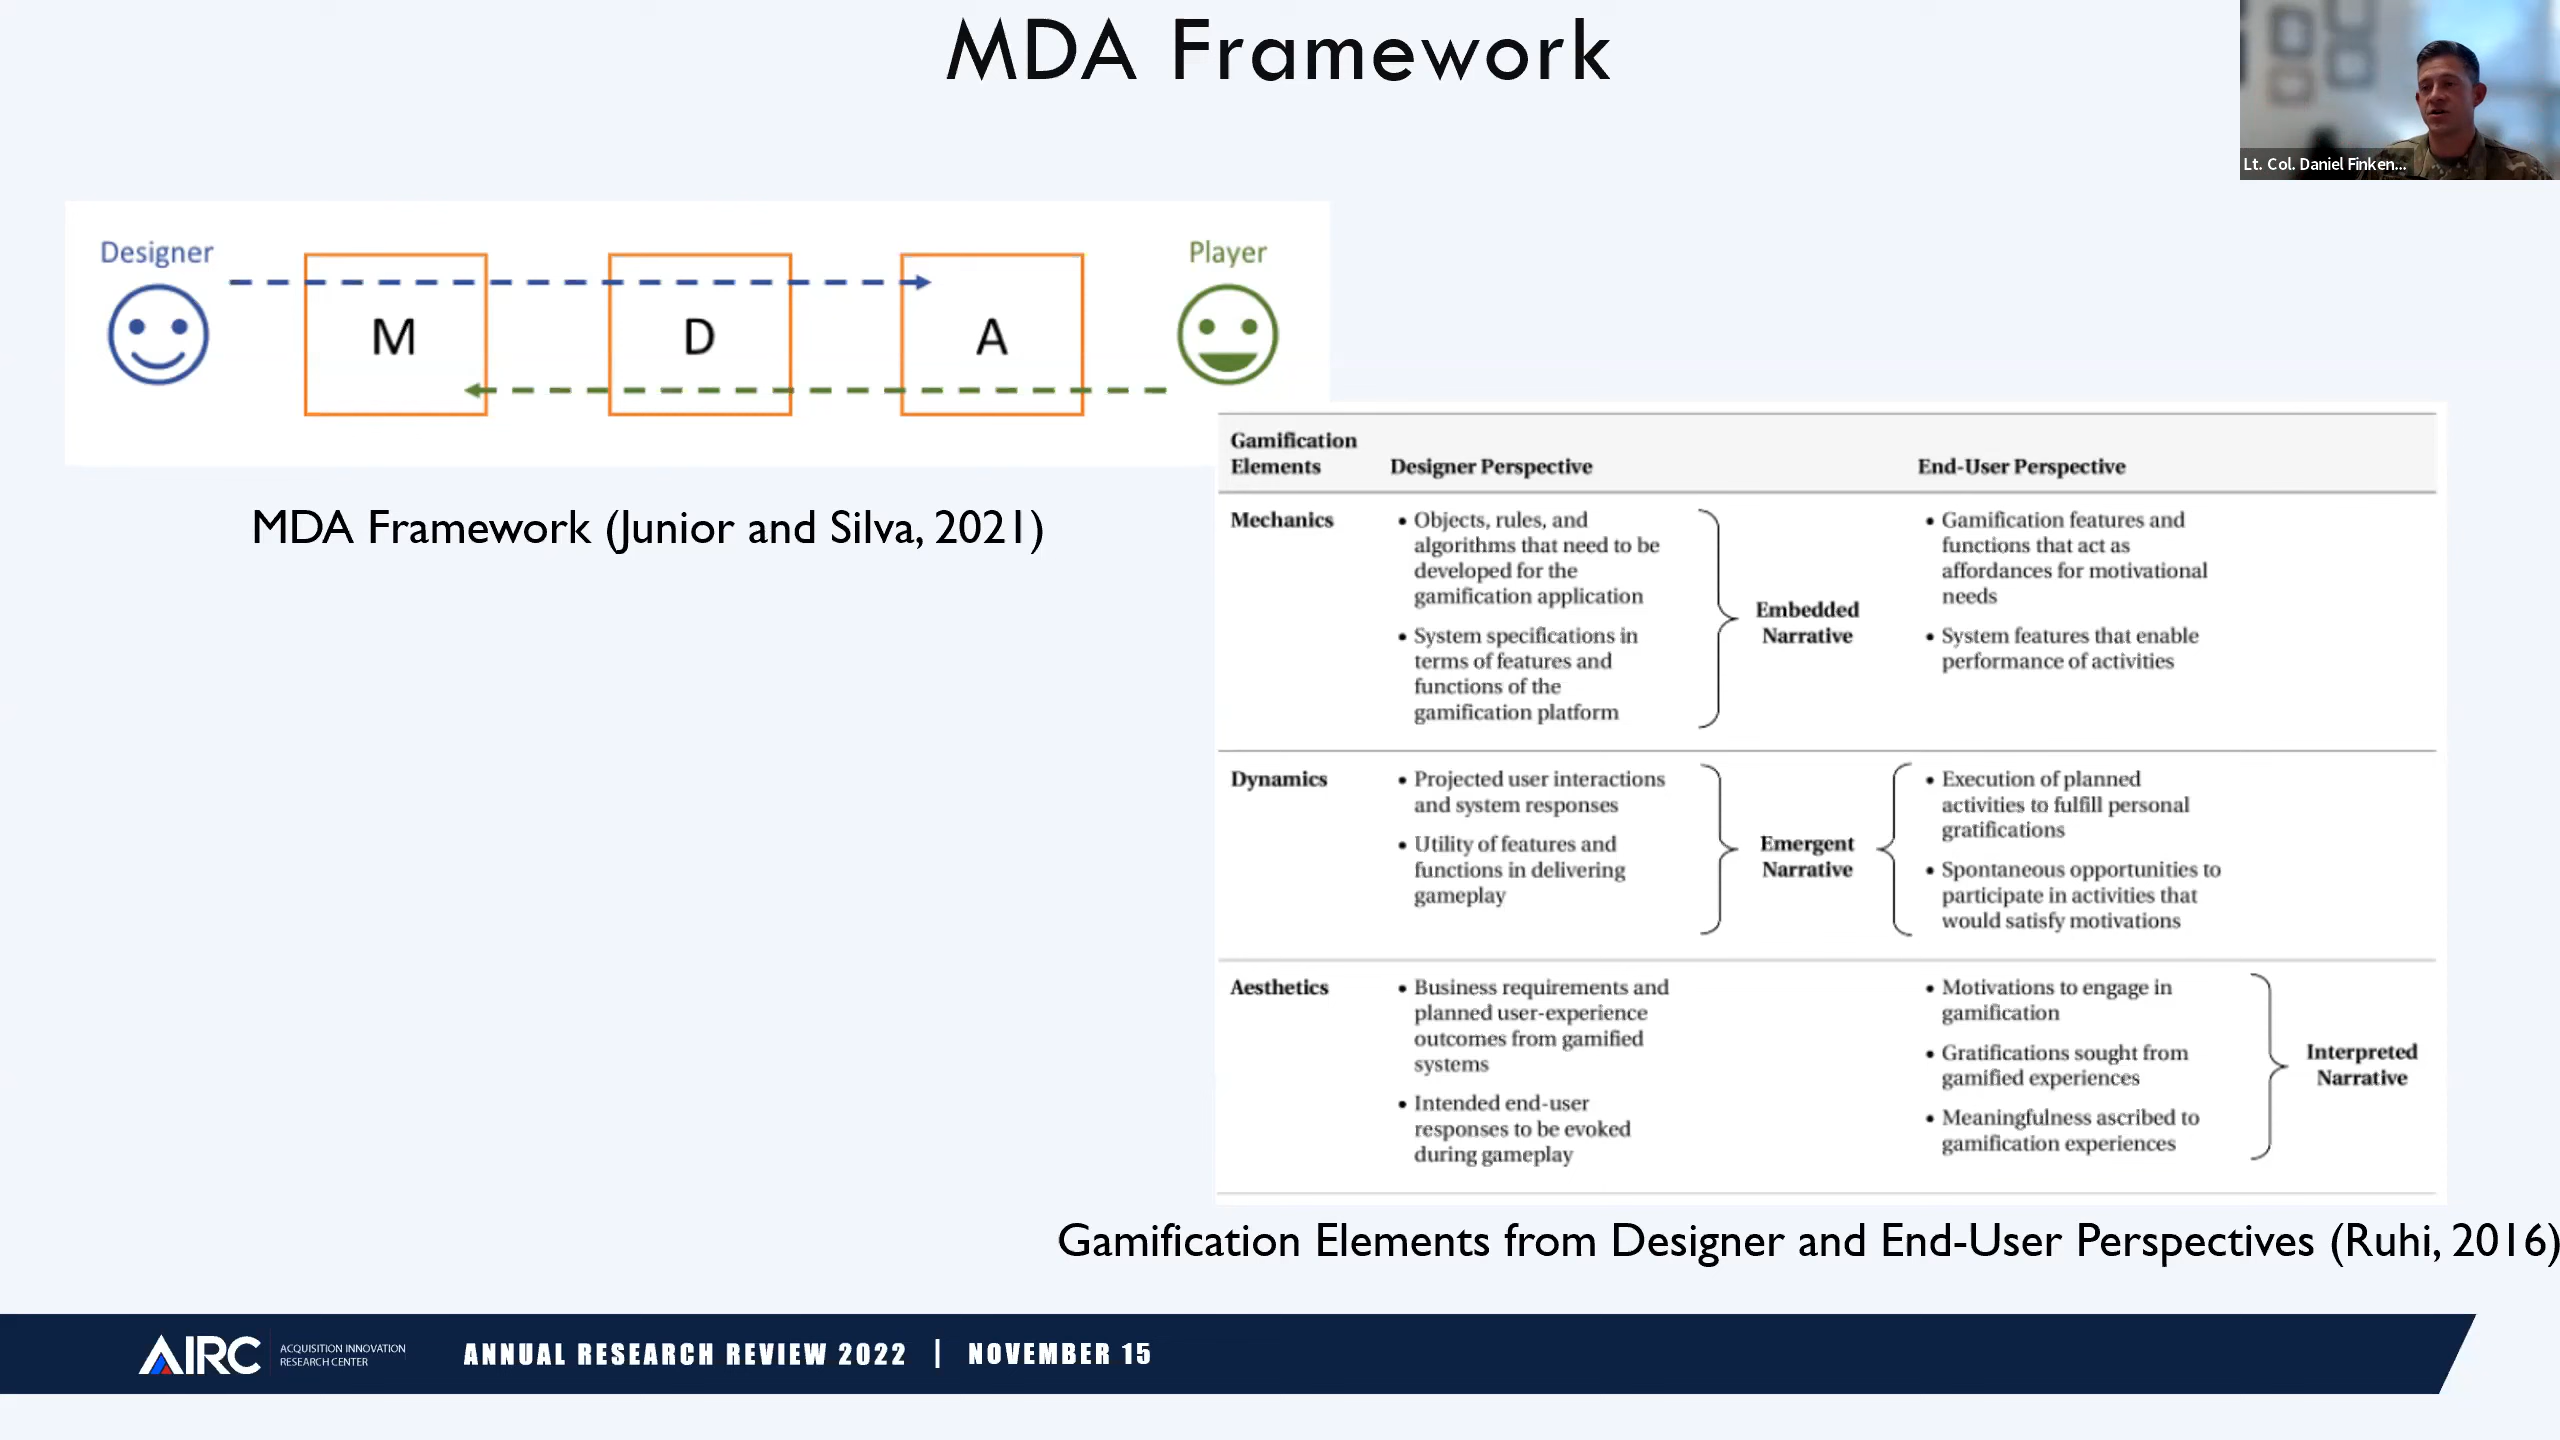 MDA Framework
Lt. Col. Daniel Finken...
Designer
Player
M
D
A
MDA Framework (Junior and Silva, 2021)
Gamification
Elements
Designer Perspective
End-User Perspective
Mechanics
• Objects, rules, and
algorithms that need to be
developed for the
gamification application
• System specifications in
terms of features and
functions of the
gamification platform
Embedded
Narrative
• Gamification features and
functions that act as
affordances for motivational
needs
• System features that enable
performance of activities
Dynamics
• Projected user interactions
and system responses
• Utility of features and
functions in delivering
gameplay
Emergent
Narrative
• Execution of planned
activities to fulfill personal
gratifications
• Spontaneous opportunities to
participate in activities that
would satisfy motivations
Aesthetics
• Business requirements and
planned user-experience
outcomes from gamified
systems
• Intended end-user
responses to be evoked
during gameplay
• Motivations to engage in
gamification
• Gratifications sought from
gamified experiences
• Meaningfulness ascribed to
gamification experiences
Interpreted
Narrative
Gamification Elements from Designer and End-User Perspectives (Ruhi, 2016)
AIRC
ACQUISITION INNOVATION
RESEARCH CENTER
ANNUAL RESEARCH REVIEW 2022 | NOVEMBER 15